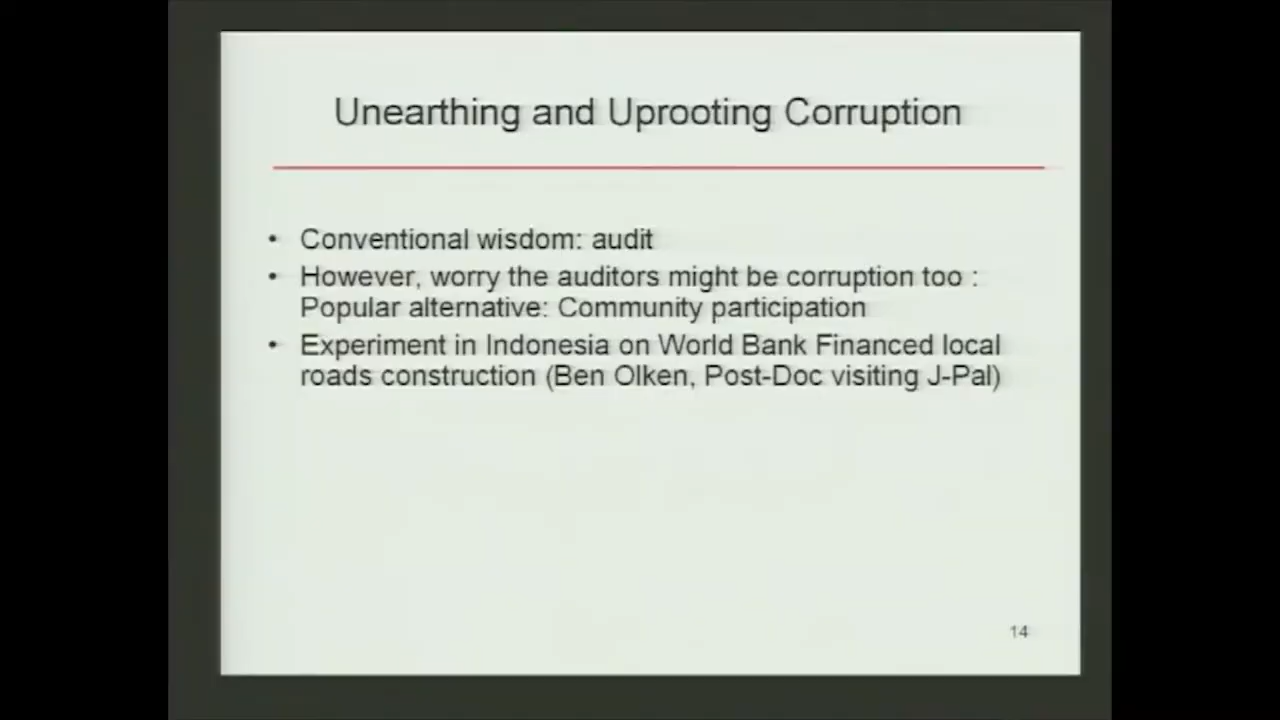 Unearthing and Uprooting Corruption
• Conventional wisdom: audit
• However, worry the auditors might be corruption too :
Popular alternative: Community participation
• Experiment in Indonesia on World Bank Financed local
roads construction (Ben Olken, Post-Doc visiting J-Pal)
14